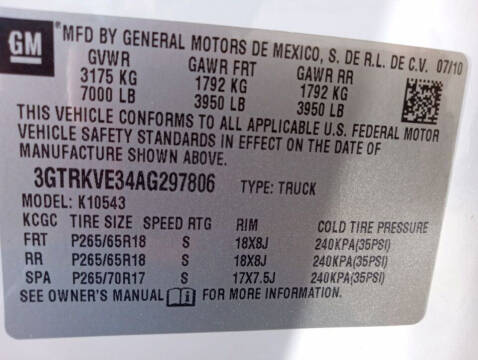 GM
MFD BY GENERAL MOTORS DE MEXICO, S. DE R.L. DE C.V. 07/10
GVWR GAWR FRT GAWR RR
3175 KG 1792 KG 1792 KG
7000 LB 3950 LB 3950 LB
THIS VEHICLE CONFORMS TO ALL APPLICABLE U.S. FEDERAL MOTOR
VEHICLE SAFETY STANDARDS IN EFFECT ON THE DATE OF
MANUFACTURE SHOWN ABOVE.
3GTRKVE34AG297806 TYPE: TRUCK
MODEL: K10543
KCGC TIRE SIZE SPEED RTG RIM COLD TIRE PRESSURE
FRT P265/65R18 S 18X8J 240KPA(35PSI)
RR P265/65R18 S 18X8J 240KPA(35PSI)
SPA P265/70R17 S 17X7.5J 240KPA(35PSI)
SEE OWNER'S MANUAL FOR MORE INFORMATION.